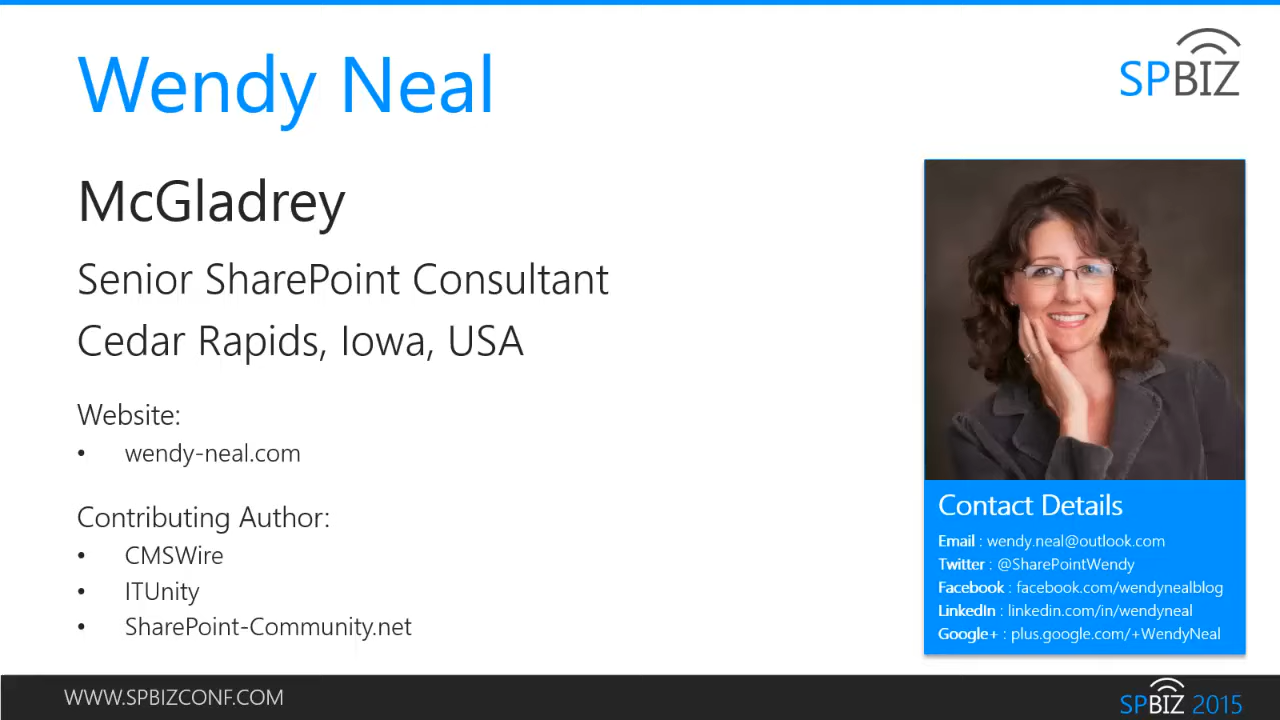 Wendy Neal
SPBIZ
McGladrey
Senior SharePoint Consultant
Cedar Rapids, Iowa, USA
Website:
• wendy-neal.com
Contributing Author:
• CMSWire
• ITUnity
• SharePoint-Community.net
Contact Details
Email : wendy.neal@outlook.com
Twitter : @SharePointWendy
Facebook : facebook.com/wendynealblog
LinkedIn : linkedin.com/in/wendyneal
Google+ : plus.google.com/+WendyNeal
WWW.SPBIZCONF.COM
SPBIZ 2015